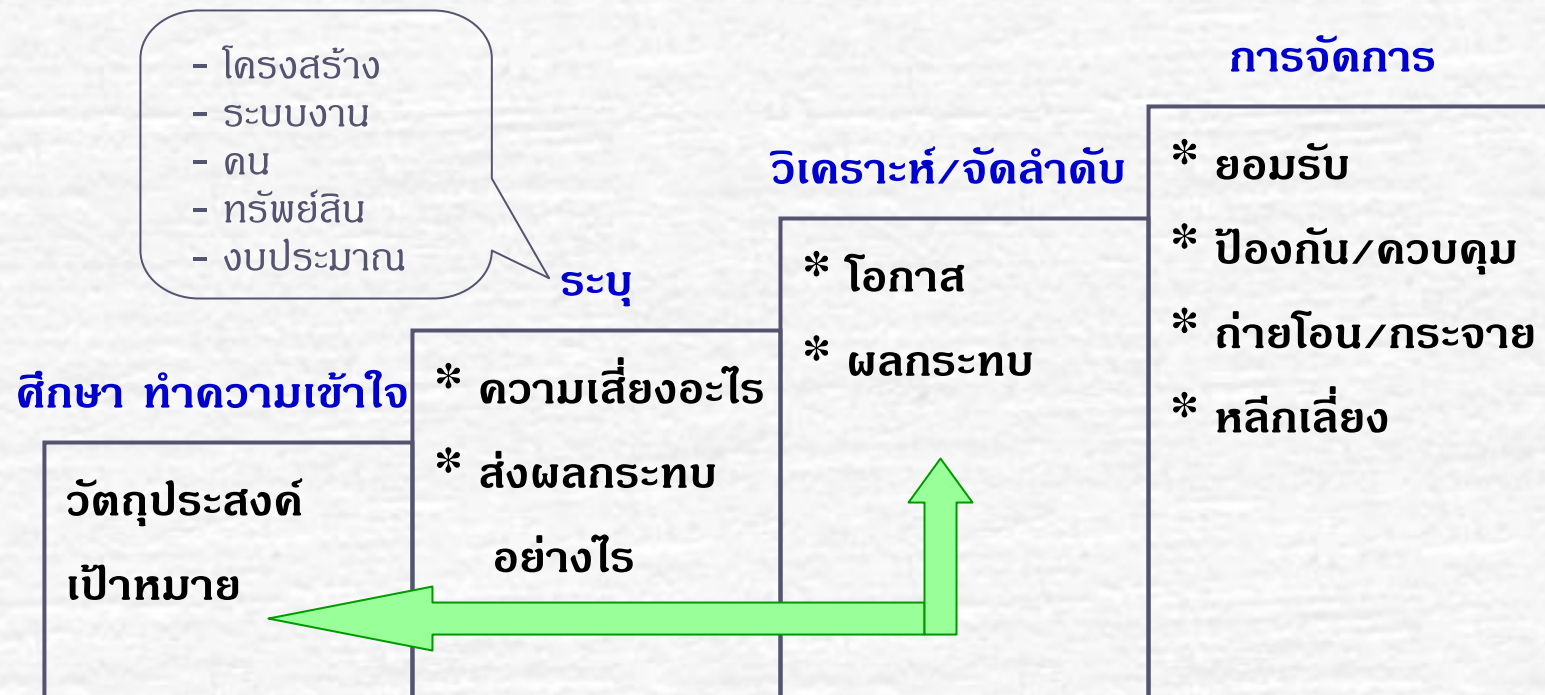 - โครงสร้าง
- ระบบงาน
- คน
- ทรัพย์สิน
- งบประมาณ
ศึกษา ทำความเข้าใจ
วัตถุประสงค์
เป้าหมาย
ระบุ
* ความเสี่ยงอะไร
* ส่งผลกระทบ
อย่างไร
วิเคราะห์/จัดลำดับ
* โอกาส
* ผลกระทบ
การจัดการ
* ยอมรับ
* ป้องกัน/ควบคุม
* ถ่ายโอน/กระจาย
* หลีกเลี่ยง